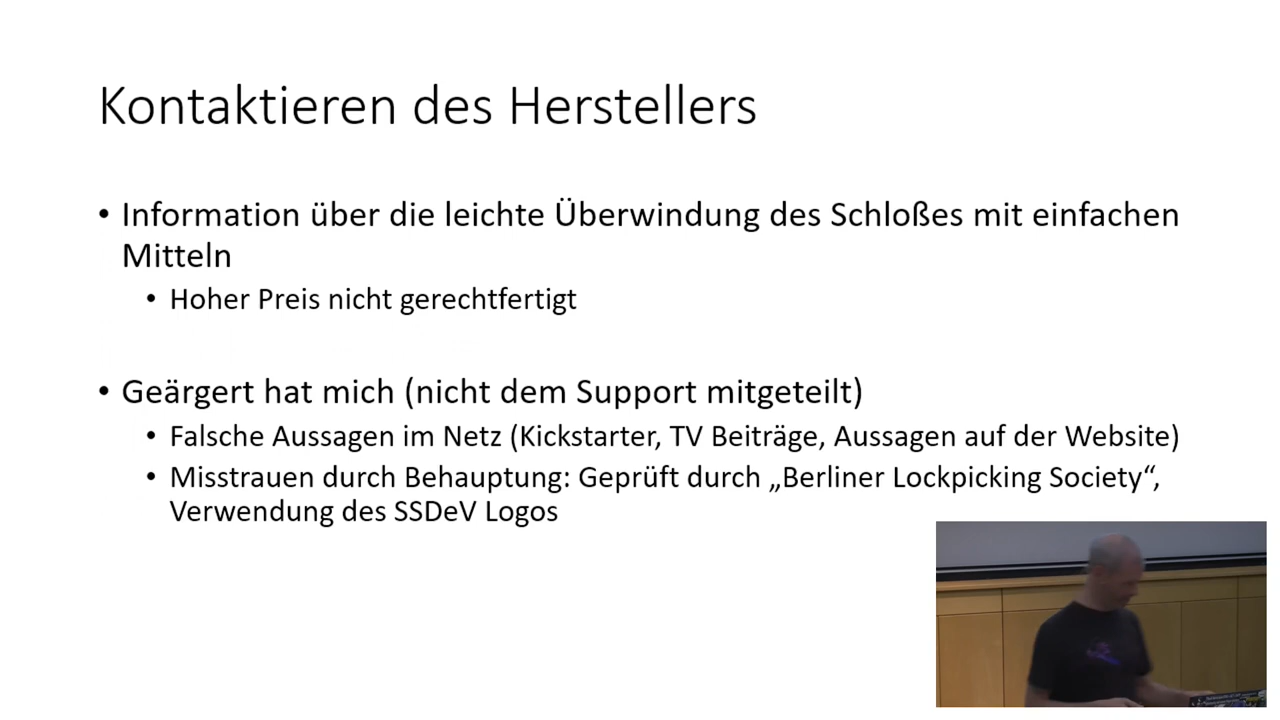 Kontaktieren des Herstellers
• Information über die leichte Überwindung des Schloßes mit einfachen
Mitteln
• Hoher Preis nicht gerechtfertigt
• Geärgert hat mich (nicht dem Support mitgeteilt)
• Falsche Aussagen im Netz (Kickstarter, TV Beiträge, Aussagen auf der Website)
• Misstrauen durch Behauptung: Geprüft durch „Berliner Lockpicking Society“,
Verwendung des SSDeV Logos